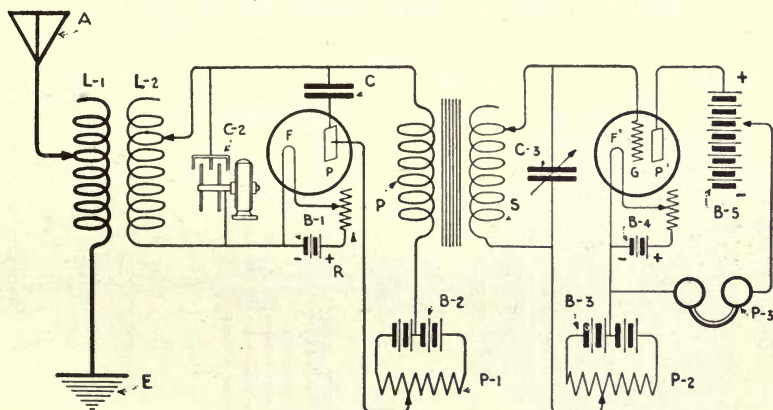 A
L-1 L-2
C
C-2
F
P
B-1
- +
R
P
S
B-2
P-1
E
C-3
F'
G
P'
B-4
- +
+
-
B-5
B-3
P-3
P-2